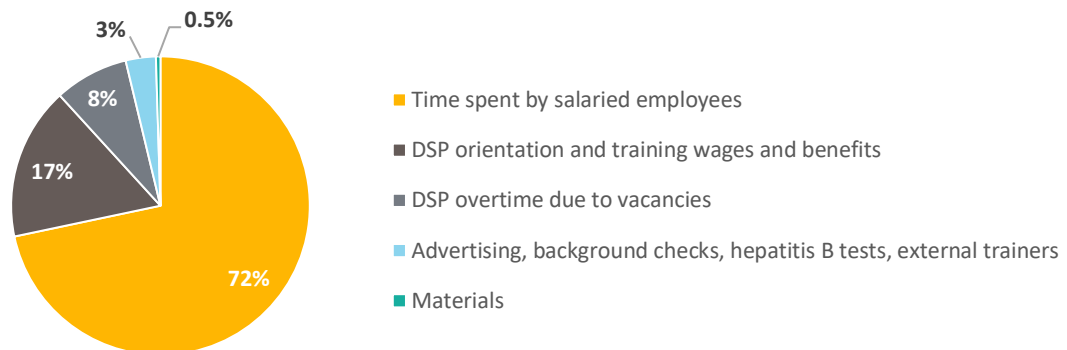 3%
0.5%
8%
17%
72%
Time spent by salaried employees
DSP orientation and training wages and benefits
DSP overtime due to vacancies
Advertising, background checks, hepatitis B tests, external trainers
Materials